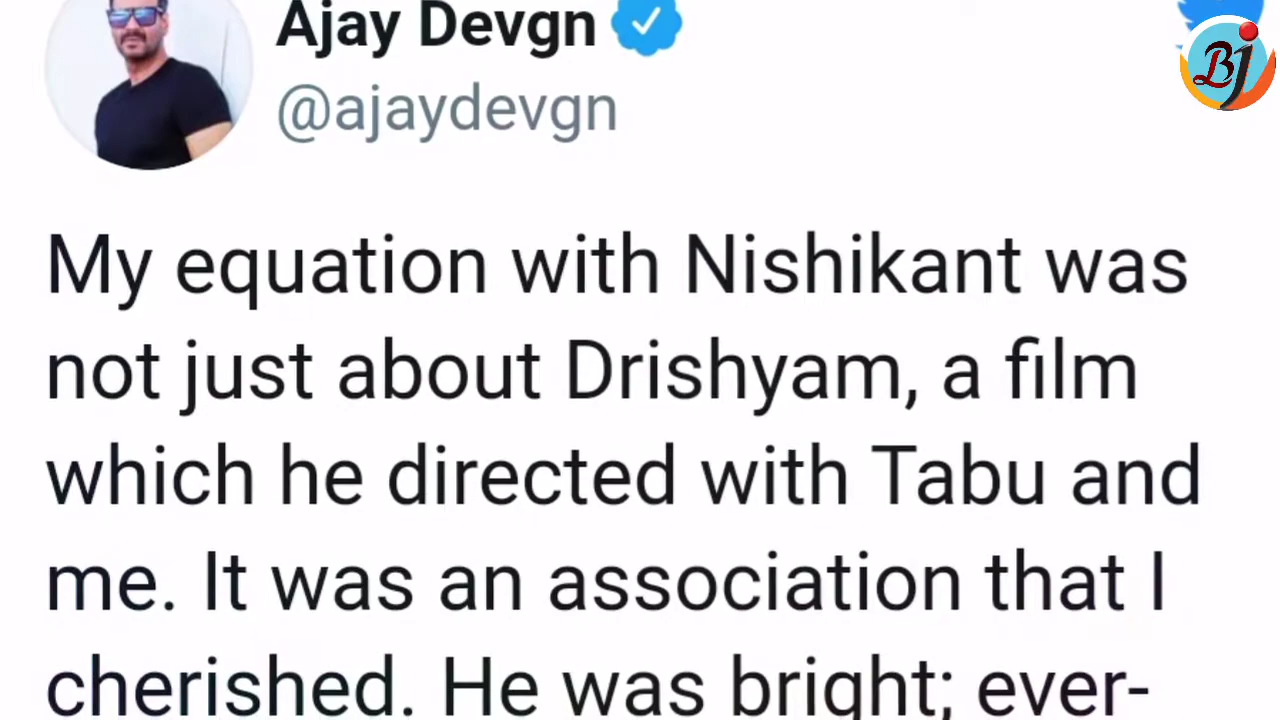 Ajay Devgn
@ajaydevgn
BJ
My equation with Nishikant was
not just about Drishyam, a film
which he directed with Tabu and
me. It was an association that I
cherished. He was bright; ever-